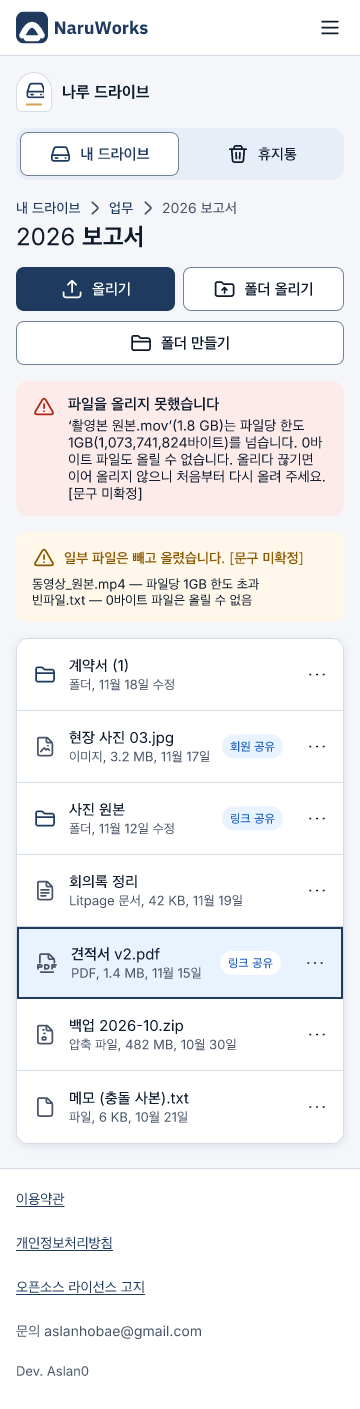 NaruWorks
나루 드라이브
내 드라이브
휴지통
내 드라이브 > 업무 > 2026 보고서
2026 보고서
올리기
폴더 올리기
폴더 만들기
파일을 올리지 못했습니다
‘촬영본 원본.mov’(1.8 GB)는 파일당 한도
1GB(1,073,741,824바이트)를 넘습니다. 0바
이트 파일도 올릴 수 없습니다. 올리다 끊기면
이어 올리지 않으니 처음부터 다시 올려 주세요.
[문구 미확정]
일부 파일은 빼고 올렸습니다. [문구 미확정]
동영상_원본.mp4 — 파일당 1GB 한도 초과
빈파일.txt — 0바이트 파일은 올릴 수 없음
계약서 (1)
폴더, 11월 18일 수정
현장 사진 03.jpg
이미지, 3.2 MB, 11월 17일
회원 공유
사진 원본
폴더, 11월 12일 수정
링크 공유
회의록 정리
Litpage 문서, 42 KB, 11월 19일
PDF
견적서 v2.pdf
PDF, 1.4 MB, 11월 15일
링크 공유
백업 2026-10.zip
압축 파일, 482 MB, 10월 30일
메모 (충돌 사본).txt
파일, 6 KB, 10월 21일
이용약관
개인정보처리방침
오픈소스 라이선스 고지
문의 aslanhobae@gmail.com
Dev. Aslan0